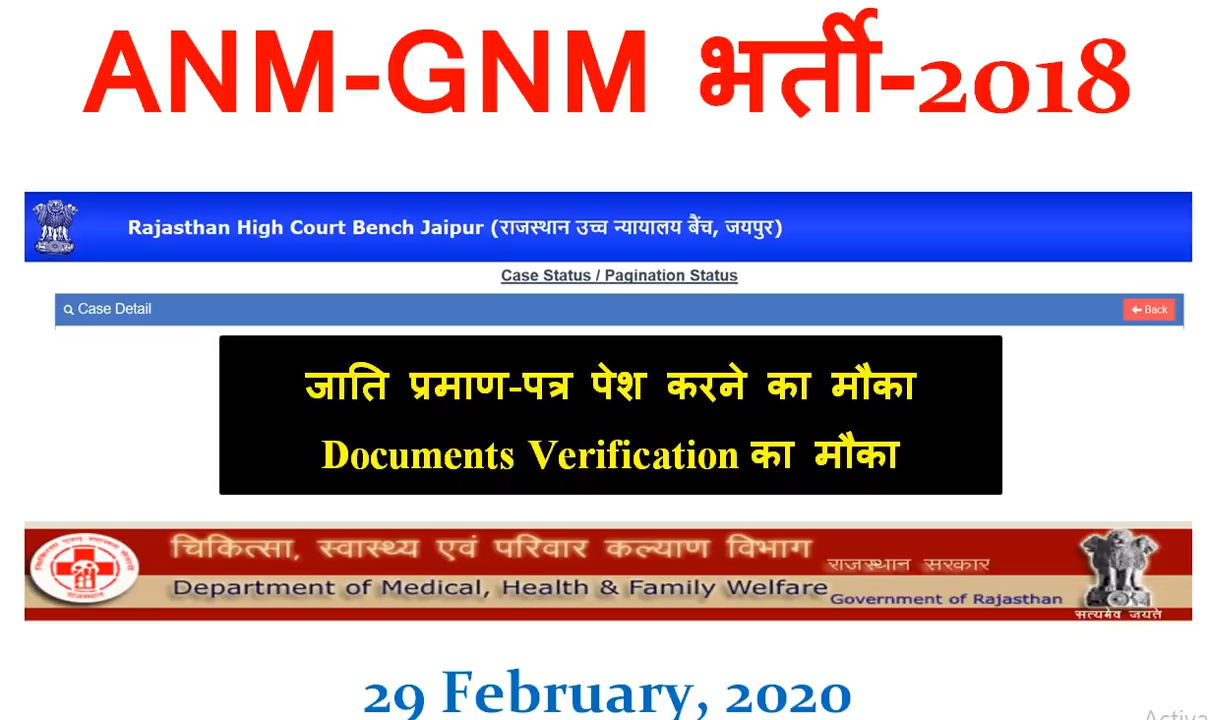 ANM-GNM भर्ती-2018
Rajasthan High Court Bench Jaipur (राजस्थान उच्च न्यायालय बैंच, जयपुर)
Case Status / Pagination Status
Case Detail
Back
जाति प्रमाण-पत्र पेश करने का मौका
Documents Verification का मौका
चिकित्सा, स्वास्थ्य एवं परिवार कल्याण विभाग
राजस्थान सरकार
Department of Medical, Health & Family Welfare
Government of Rajasthan
सत्यमेव जयते
राजस्थान
29 February, 2020